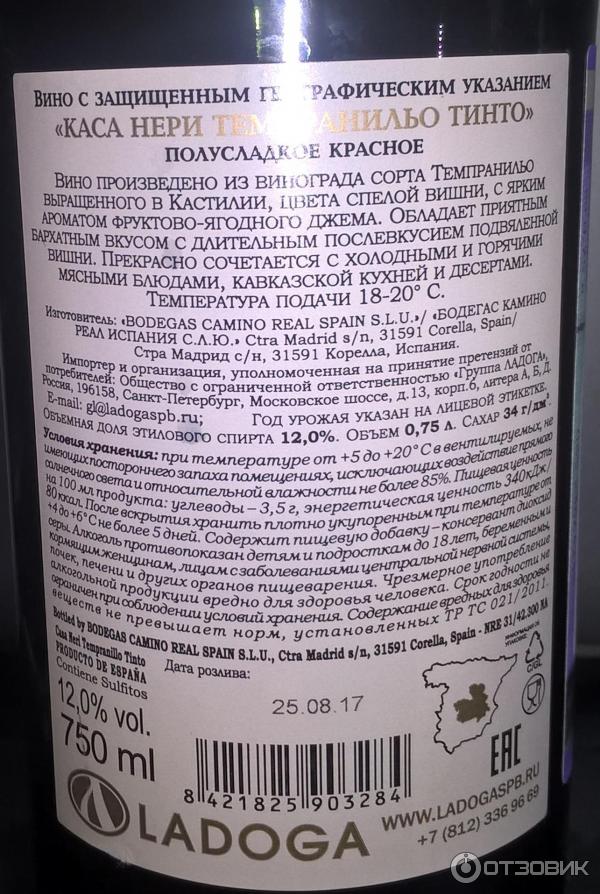 Вино с защищенным географическим указанием
«КАСА НЕРИ ТЕМПРАНИЛЬО ТИНТО»
ПОЛУСЛАДКОЕ КРАСНОЕ
Вино произведено из винограда сорта Темпранильо
выращенного в Кастилии, цвета спелой вишни, с ярким
ароматом фруктово-ягодного джема. Обладает приятным
бархатным вкусом с длительным послевкусием подвяленной
вишни. Прекрасно сочетается с холодными и горячими
мясными блюдами, кавказской кухней и десертами.
Температура подачи 18-20° С.
Изготовитель: «BODEGAS CAMINO REAL SPAIN S.L.U.»/ «БОДЕГАС КАМИНО
РЕАЛ ИСПАНИЯ С.Л.Ю.» Ctra Madrid s/n, 31591 Corella, Spain/
Стра Мадрид с/н, 31591 Корелла, Испания.
Импортер и организация, уполномоченная на принятие претензий от
потребителей: Общество с ограниченной ответственностью «Группа ЛАДОГА»,
Россия, 196158, Санкт-Петербург, Московское шоссе, д.13, корп.6, литера А, Б, Д.
E-mail: gl@ladogaspb.ru; Год урожая указан на лицевой этикетке.
Объемная доля этилового спирта 12,0%. Объем 0,75 л. Сахар 34 г/дм³.
Условия хранения: при температуре от +5 до +20°С в вентилируемых, не
имеющих постороннего запаха помещениях, исключающих воздействие прямого
солнечного света и относительной влажности не более 85%. Пищевая ценность
на 100 мл продукта: углеводы – 3,5 г, энергетическая ценность 340кДж/
80 ккал. После вскрытия хранить плотно укупоренным при температуре от
+4 до +6°С не более 5 дней. Содержит пищевую добавку – консервант диоксид
серы. Алкоголь противопоказан детям и подросткам до 18 лет, беременным и
кормящим женщинам, лицам с заболеваниями центральной нервной системы,
почек, печени и других органов пищеварения. Чрезмерное употребление
алкогольной продукции вредно для здоровья человека. Срок годности не
ограничен при соблюдении условий хранения. Содержание вредных для здоровья
веществ не превышает норм, установленных ТР ТС 021/2011.
Bottled by BODEGAS CAMINO REAL SPAIN S.L.U., Ctra Madrid s/n, 31591 Corella, Spain - NRE 31/42.300 NA
Casa Neri Tempranillo Tinto
PRODUCTO DE ESPAÑA
Contiene Sulfitos
Дата розлива:
25.08.17
12,0% vol.
750 ml
C/GL
EAC
8 421825 903284
LADOGA
WWW.LADOGASPB.RU
+7 (812) 336 96 69
ОТЗОВИК